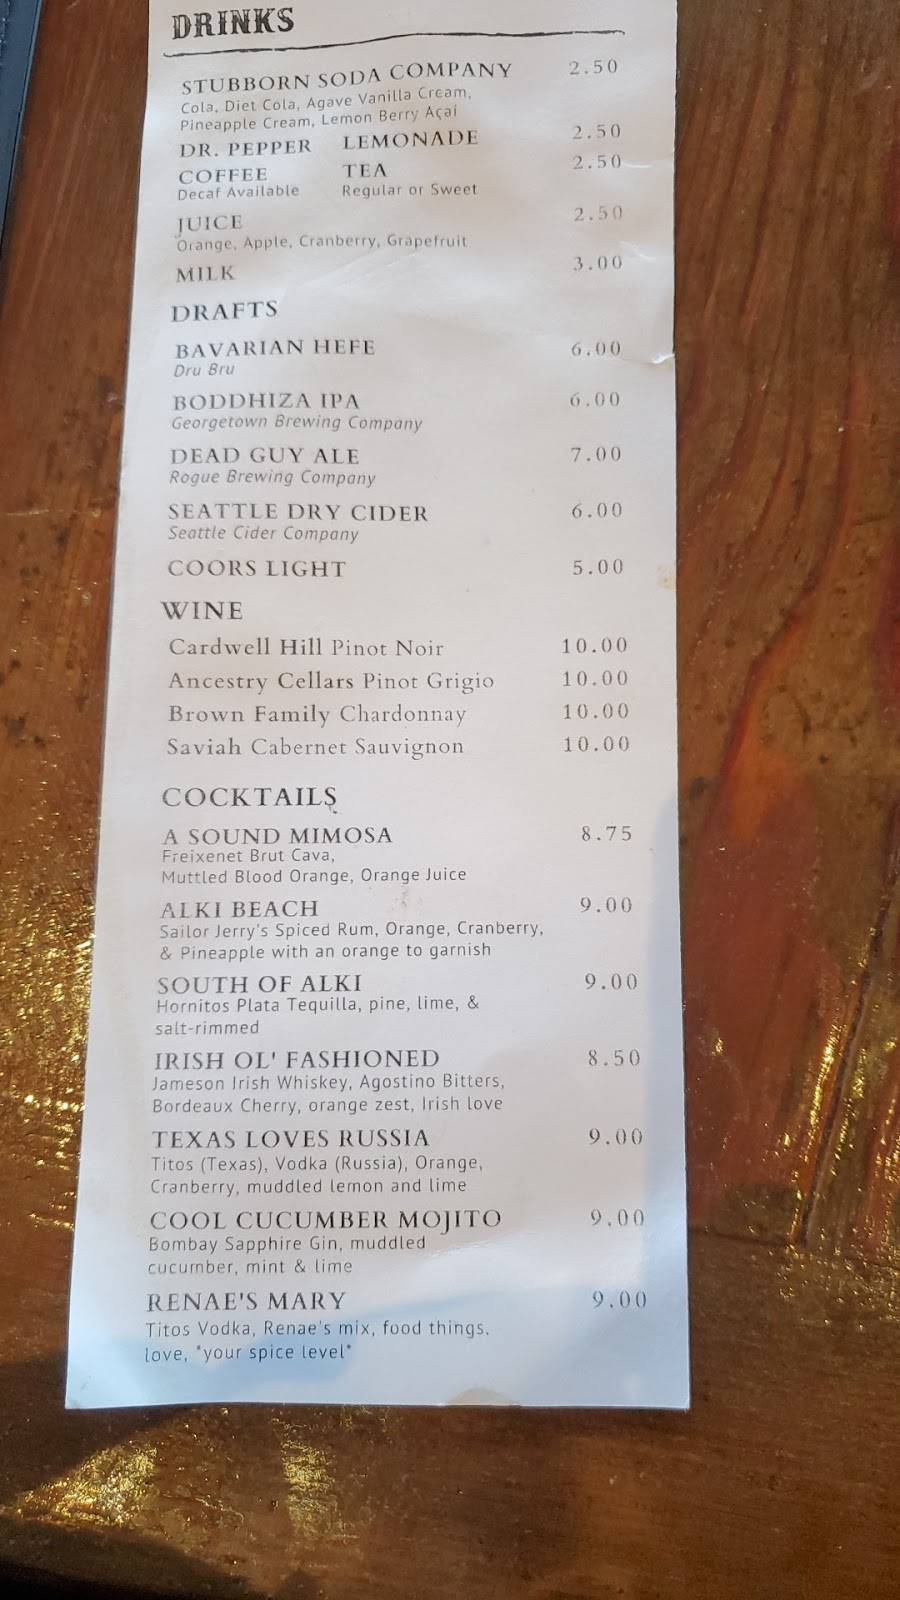 DRINKS
STUBBORN SODA COMPANY 2.50
Cola, Diet Cola, Agave Vanilla Cream,
Pineapple Cream, Lemon Berry Açaí
DR. PEPPER LEMONADE 2.50
COFFEE TEA 2.50
Decaf Available Regular or Sweet
JUICE 2.50
Orange, Apple, Cranberry, Grapefruit
MILK 3.00
DRAFTS
BAVARIAN HEFE 6.00
Dru Bru
BODDHIZA IPA 6.00
Georgetown Brewing Company
DEAD GUY ALE 7.00
Rogue Brewing Company
SEATTLE DRY CIDER 6.00
Seattle Cider Company
COORS LIGHT 5.00
WINE
Cardwell Hill Pinot Noir 10.00
Ancestry Cellars Pinot Grigio 10.00
Brown Family Chardonnay 10.00
Saviah Cabernet Sauvignon 10.00
COCKTAILS
A SOUND MIMOSA 8.75
Freixenet Brut Cava,
Muttled Blood Orange, Orange Juice
ALKI BEACH 9.00
Sailor Jerry's Spiced Rum, Orange, Cranberry,
& Pineapple with an orange to garnish
SOUTH OF ALKI 9.00
Hornitos Plata Tequilla, pine, lime, &
salt-rimmed
IRISH OL' FASHIONED 8.50
Jameson Irish Whiskey, Agostino Bitters,
Bordeaux Cherry, orange zest, Irish love
TEXAS LOVES RUSSIA 9.00
Titos (Texas), Vodka (Russia), Orange,
Cranberry, muddled lemon and lime
COOL CUCUMBER MOJITO 9.00
Bombay Sapphire Gin, muddled
cucumber, mint & lime
RENAE'S MARY 9.00
Titos Vodka, Renae's mix, food things,
love, *your spice level*